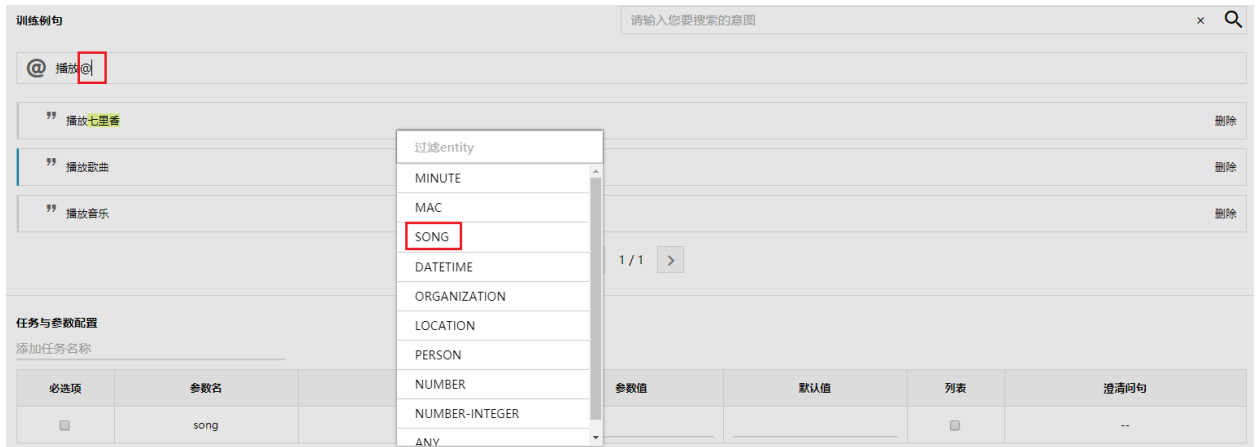 训练例句
请输入您要搜索的意图 ×
@ 播放@
” 播放七里香 删除
” 播放歌曲 删除
” 播放音乐 删除
过滤entity
MINUTE
MAC
SONG
DATETIME
ORGANIZATION
LOCATION
PERSON
NUMBER
NUMBER-INTEGER
ANY
1 / 1 >
任务与参数配置
添加任务名称
必选项 参数名 参数值 默认值 列表 澄清问句
song --